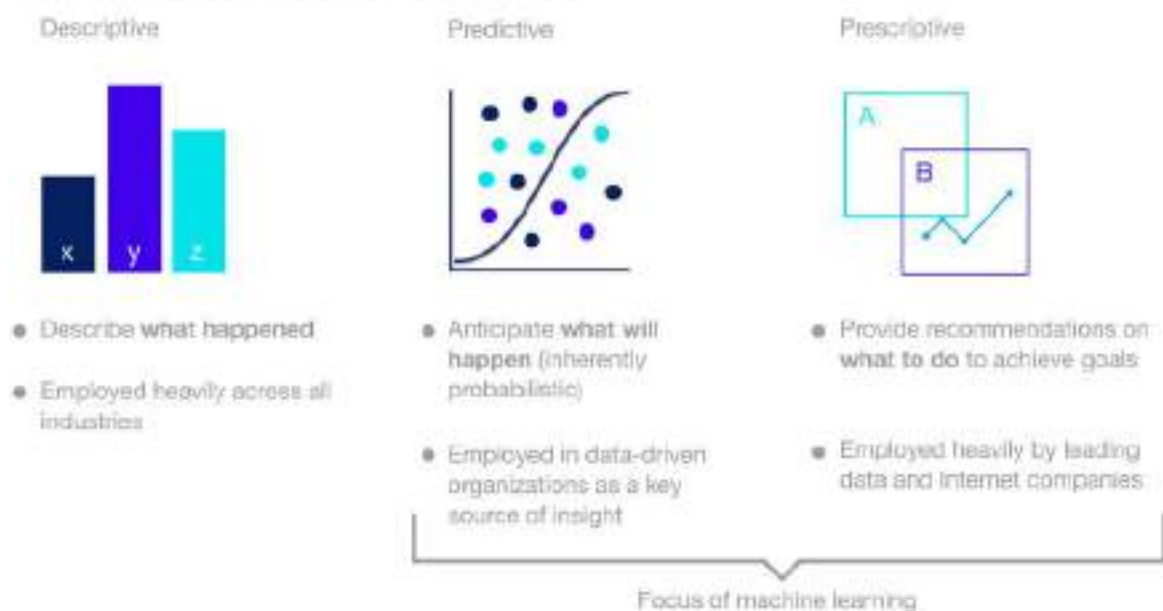 Descriptive
x
y
z
Describe what happened
Employed heavily across all
industries
Predictive
Anticipate what will
happen (inherently
probabilistic)
Employed in data-driven
organizations as a key
source of insight
Prescriptive
A
B
Provide recommendations on
what to do to achieve goals
Employed heavily by leading
data and Internet companies
Focus of machine learning